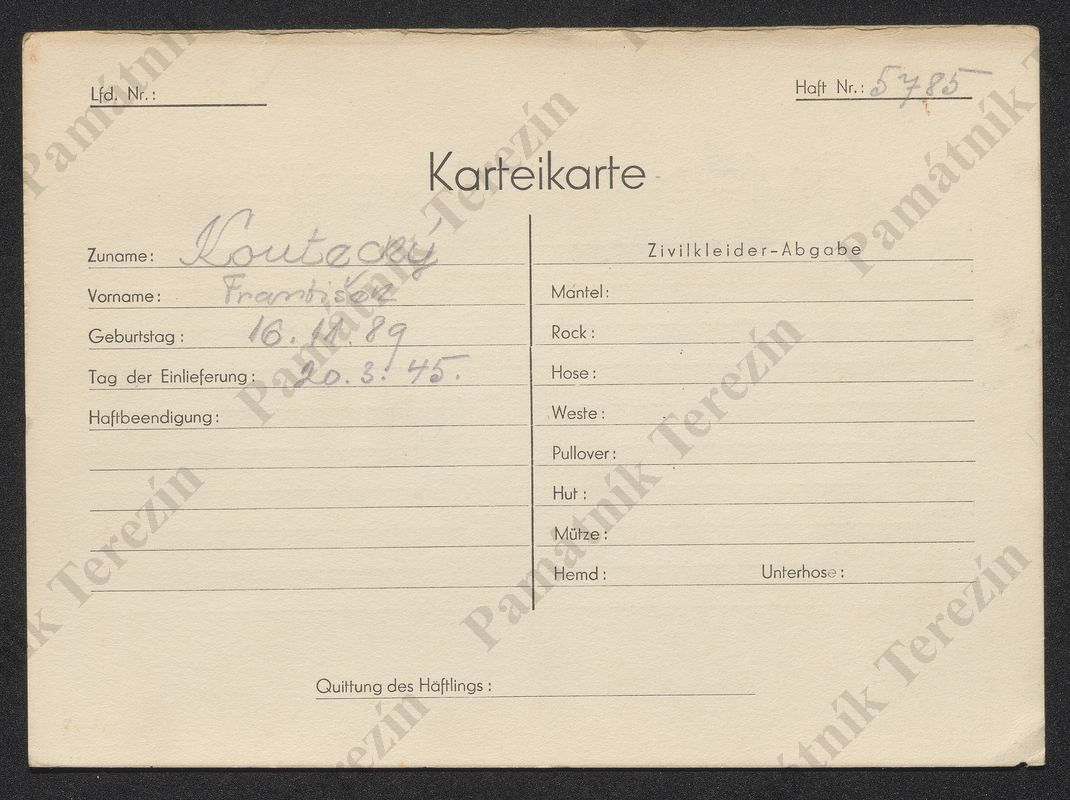 Lfd. Nr.:
Haft Nr.: 5785
Karteikarte
Zuname: Koutecký
Vorname: František
Geburtstag: 16. 11. 89
Tag der Einlieferung: 20. 3. 45.
Haftbeendigung:
Zivilkleider-Abgabe
Mantel:
Rock:
Hose:
Weste:
Pullover:
Hut:
Mütze:
Hemd: Unterhose:
Quittung des Häftlings:
Památník Terezín